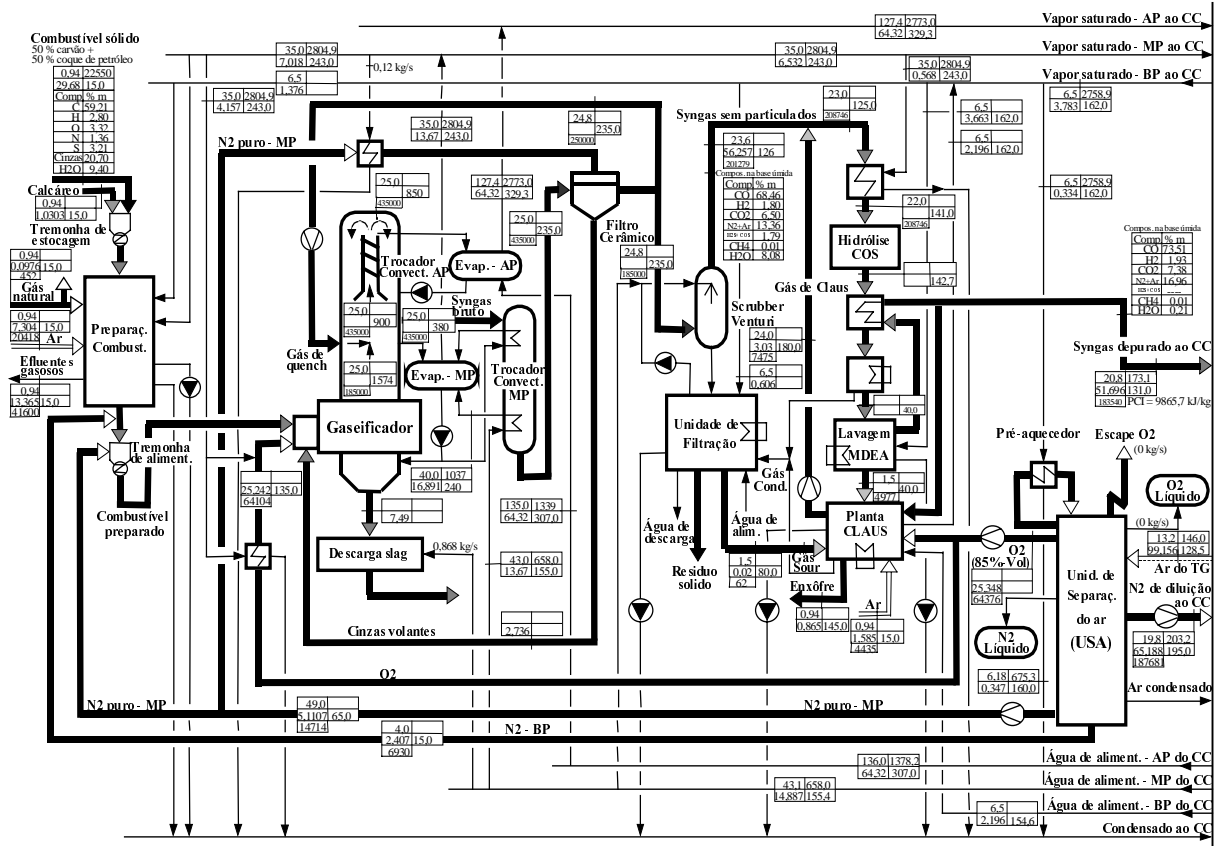 Combustível sólido
50 % carvão +
50 % coque de petróleo
0,94 22550
29,68 15,0
Comp. % m
C 59,21
H 2,80
O 3,32
N 1,36
S 3,21
Cinzas 20,70
H2O 9,40
Calcáreo
0,94
1,0303 15,0
Tremonha de
estocagem
0,94
0,0976 15,0
452
Gás
natural
0,94
7,304 15,0
20418 Ar
Efluentes
gasosos
0,94
13,365 15,0
41600
Preparaç.
Combust.
Tremonha
de aliment.
Combustível
preparado
35,0 2804,9
7,018 243,0
6,5
1,376
35,0 2804,9
4,157 243,0
0,12 kg/s
35,0 2804,9
13,67 243,0
N2 puro - MP
25,0
850
435000
127,4 2773,0
64,32 329,3
24,8
235,0
250000
25,0
235,0
435000
Trocador
Convect. AP
Evap.- AP
25,0
900
435000
Syngas
bruto
25,0
380
435000
Gás de
quench
25,0
1574
185000
Evap.- MP
Trocador
Convect.
MP
Filtro
Cerâmico
24,8
235,0
185000
Gaseificador
25,242 135,0
64104
40,0 1037
16,891 240
7,49
Descarga slag
0,868 kg/s
135,0 1339
64,32 307,0
43,0 658,0
13,67 155,0
2,736
Cinzas volantes
O2
N2 puro - MP
49,0
5,1107 65,0
14714
N2 - BP
4,0
2,407 15,0
6930
N2 puro - MP
127,4 2773,0
64,32 329,3
Vapor saturado - AP ao CC
35,0 2804,9
6,532 243,0
Vapor saturado - MP ao CC
35,0 2804,9
0,568 243,0
Vapor saturado - BP ao CC
23,0
125,0
208746
Syngas sem particulados
6,5
3,663 162,0
6,5
2,196 162,0
6,5 2758,9
3,783 162,0
6,5 2758,9
0,334 162,0
23,6
56,257 126
201279
Compos. na base úmida
Comp. % m
CO 68,46
H2 1,80
CO2 6,50
N2+Ar 13,36
H2S+COS 1,79
CH4 0,01
H2O 8,08
22,0
141,0
208746
Hidrólise
COS
142,7
Gás de Claus
Scrubber
Venturi
24,0
3,03 180,0
7475
6,5
0,606
Compos. na base úmida
Comp. % m
CO 73,51
H2 1,93
CO2 7,38
N2+Ar 16,96
H2S+COS ----
CH4 0,01
H2O 0,21
Syngas depurado ao CC
20,8 173,1
51,696 131,0
183540 PCI = 9865,7 kJ/kg
40,0
Unidade de
Filtração
Lavagem
MDEA
Gás
Cond.
1,5
40,0
4977
Água de
descarga
Água de
alim.
Planta
CLAUS
Residuo
solido
1,5
0,02 80,0
62
Gás
Sour
Enxôfre
0,94
0,865 145,0
Ar
0,94
1,585 15,0
4435
Pré-aquecedor
Escape O2
(0 kg/s)
O2
Líquido
(0 kg/s)
13,2 146,0
99,156 128,5
Ar do TG
O2
(85%-Vol)
25,348
64376
Unid. de
Separaç.
do ar
(USA)
N2 de diluição
ao CC
19,8 203,2
65,188 195,0
187681
N2
Líquido
6,18 675,3
0,347 160,0
Ar condensado
136,0 1378,2
64,32 307,0
Água de aliment. - AP do CC
43,1 658,0
14,887 155,4
Água de aliment. - MP do CC
6,5
2,196 154,6
Água de aliment. - BP do CC
Condensado ao CC